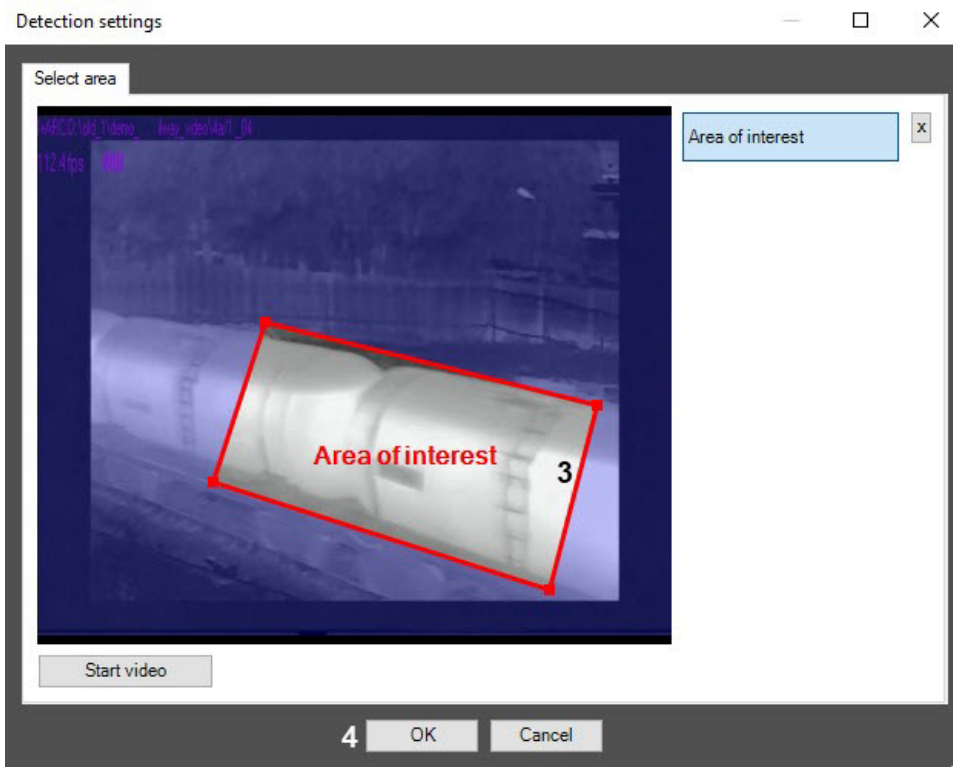 Detection settings
Select area
112.4 fps
Area of interest
x
Area of interest
3
Start video
4
OK
Cancel